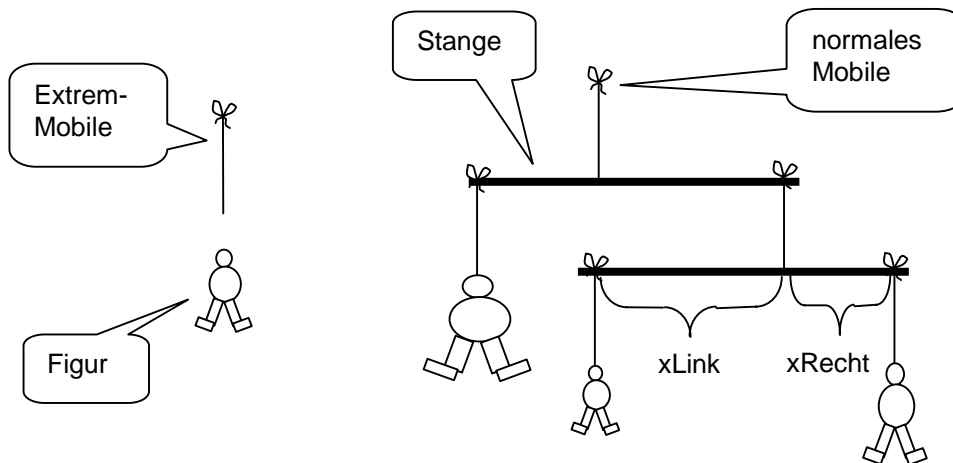 Extrem-
Mobile
Figur
Stange
normales
Mobile
xLink
xRecht